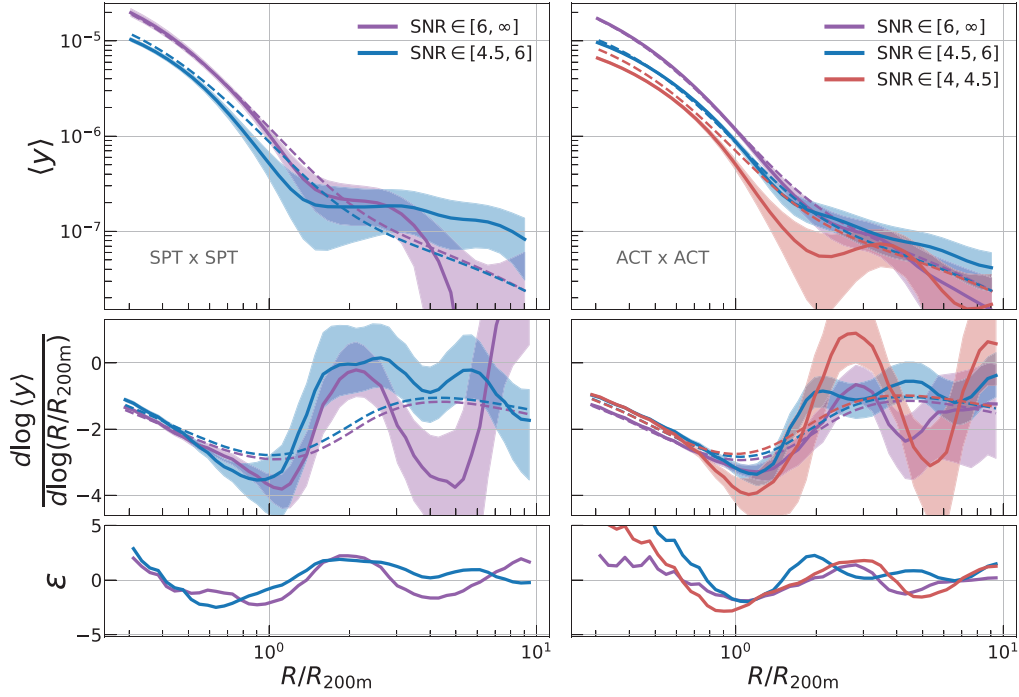 SNR ∈ [6, ∞]
SNR ∈ [4.5, 6]
SNR ∈ [6, ∞]
SNR ∈ [4.5, 6]
SNR ∈ [4, 4.5]
10⁻⁵
10⁻⁶
10⁻⁷
⟨y⟩
SPT x SPT
ACT x ACT
0
−2
−4
dlog ⟨y⟩
dlog(R/R₂₀₀ₘ)
5
0
−5
ε
10⁰
10¹
10⁰
10¹
R/R₂₀₀ₘ
R/R₂₀₀ₘ